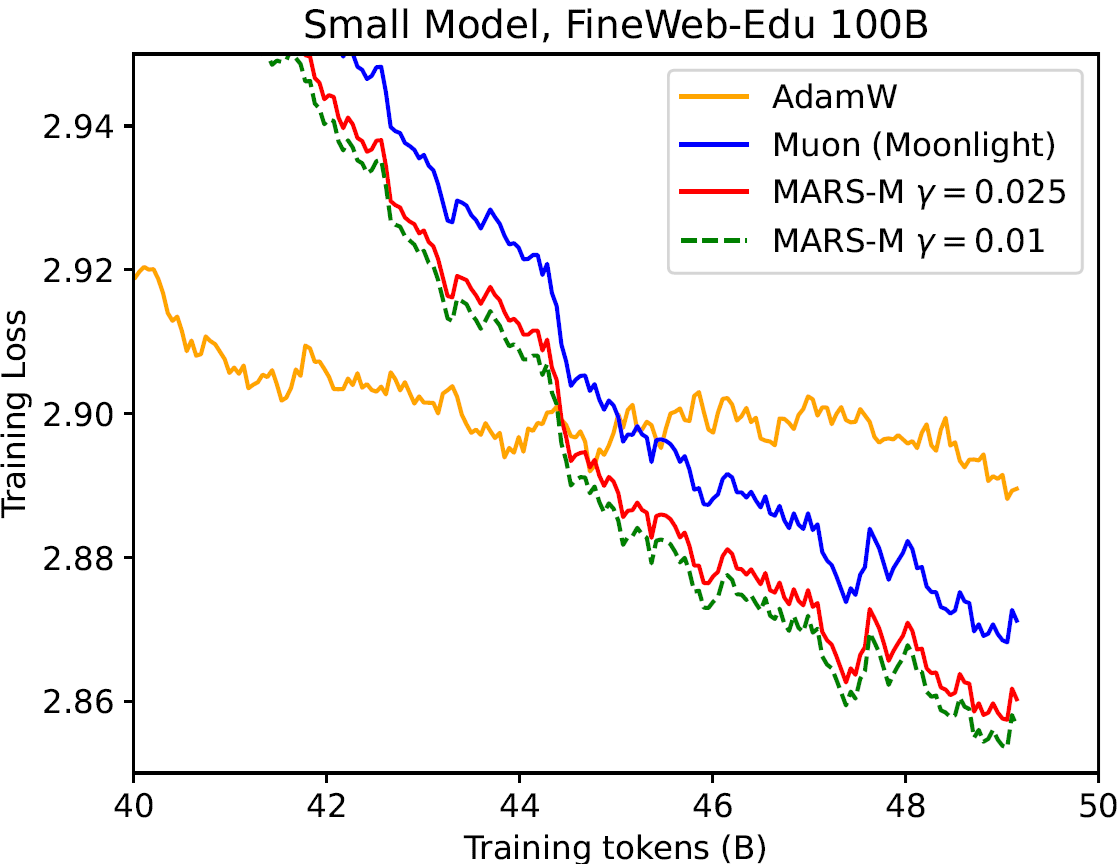 Small Model, FineWeb-Edu 100B
AdamW
Muon (Moonlight)
MARS-M γ = 0.025
MARS-M γ = 0.01
Training Loss
2.94
2.92
2.90
2.88
2.86
40
42
44
46
48
50
Training tokens (B)